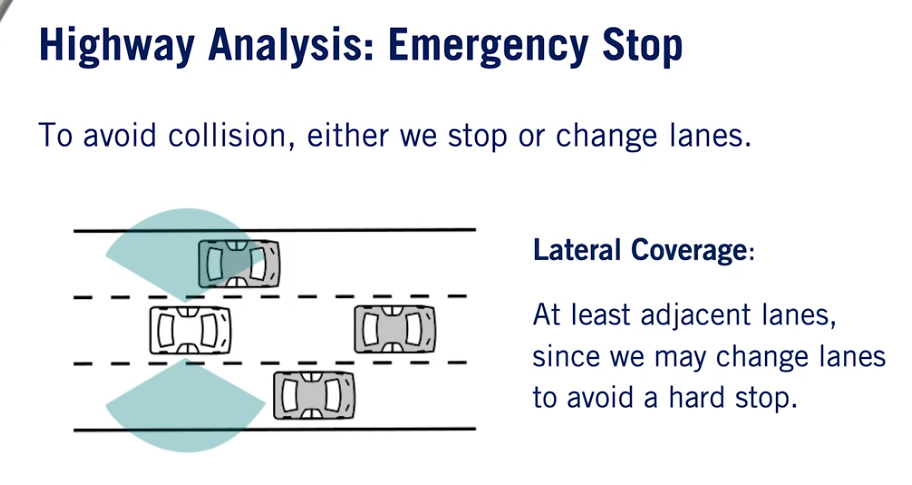 Highway Analysis: Emergency Stop
To avoid collision, either we stop or change lanes.
Lateral Coverage:
At least adjacent lanes,
since we may change lanes
to avoid a hard stop.